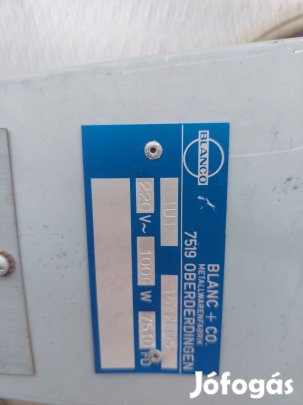 BLANCO
BLANC + CO.
METALLWARENFABRIK
7519 OBERDERDINGEN
220 V~ 1000 W
Jófogás